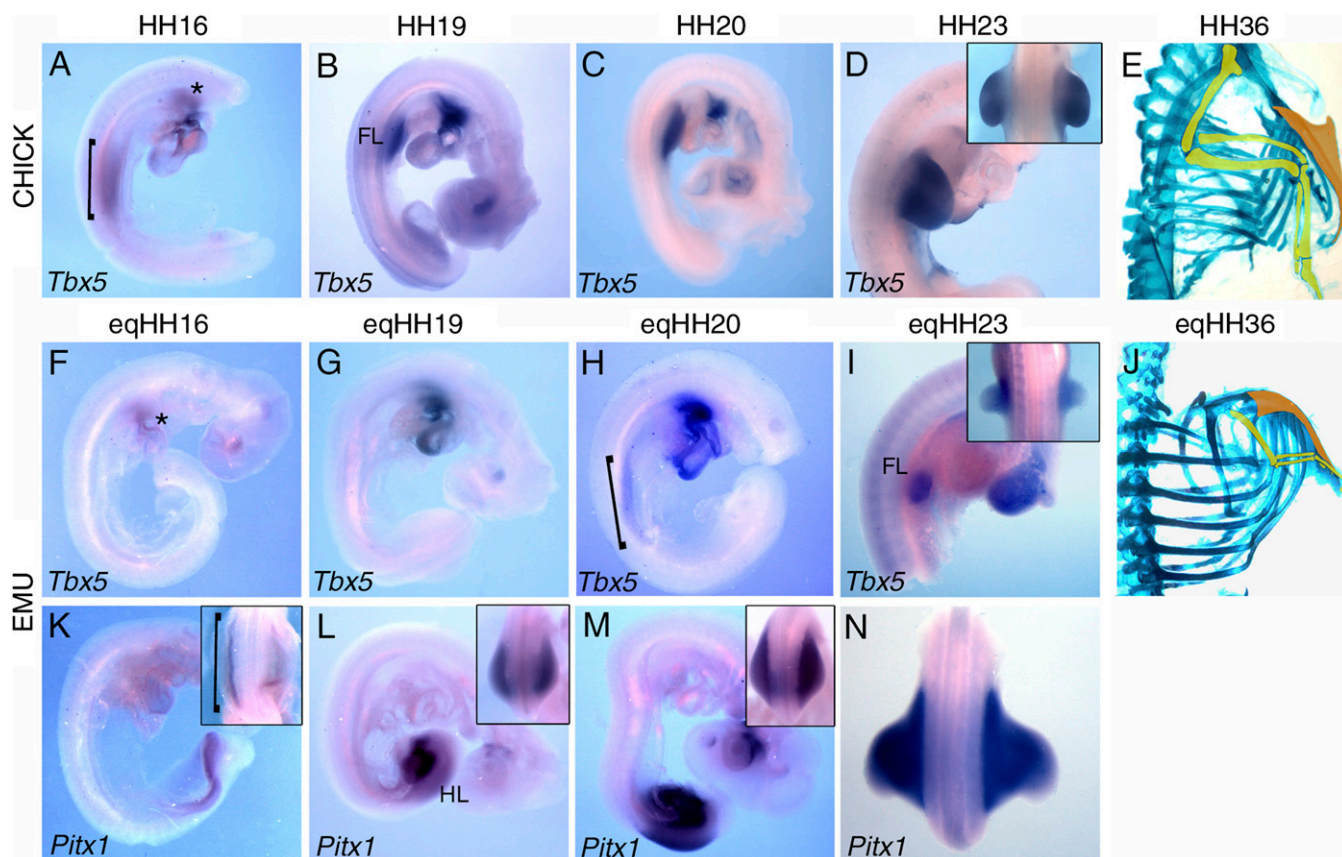 HH16 HH19 HH20 HH23 HH36
CHICK
A * B C D E
FL
Tbx5 Tbx5 Tbx5 Tbx5
eqHH16 eqHH19 eqHH20 eqHH23 eqHH36
EMU
F G H I J
*
FL
Tbx5 Tbx5 Tbx5 Tbx5
K L M N
HL
Pitx1 Pitx1 Pitx1 Pitx1